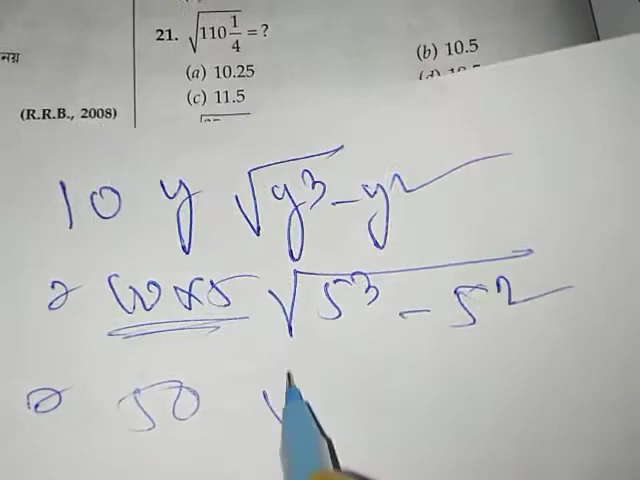 নয়
(R.R.B., 2008)
21. √110 1/4 = ?
(a) 10.25
(b) 10.5
(c) 11.5
10 y √y³ - y²
= 10 × 5 √5³ - 5²
= 50 √